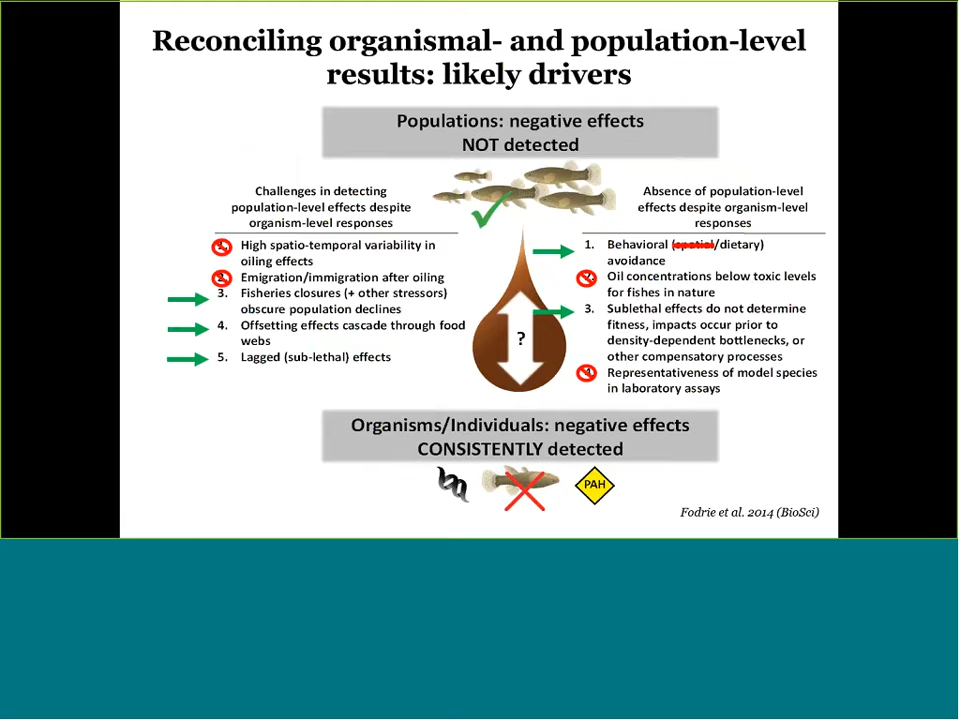 Reconciling organismal- and population-level
results: likely drivers
Populations: negative effects
NOT detected
Challenges in detecting
population-level effects despite
organism-level responses
1. High spatio-temporal variability in
oiling effects
2. Emigration/immigration after oiling
3. Fisheries closures (+ other stressors)
obscure population declines
4. Offsetting effects cascade through food
webs
5. Lagged (sub-lethal) effects
?
Absence of population-level
effects despite organism-level
responses
1. Behavioral (spatial/dietary)
avoidance
2. Oil concentrations below toxic levels
for fishes in nature
3. Sublethal effects do not determine
fitness, impacts occur prior to
density-dependent bottlenecks, or
other compensatory processes
4. Representativeness of model species
in laboratory assays
Organisms/Individuals: negative effects
CONSISTENTLY detected
PAH
Fodrie et al. 2014 (BioSci)